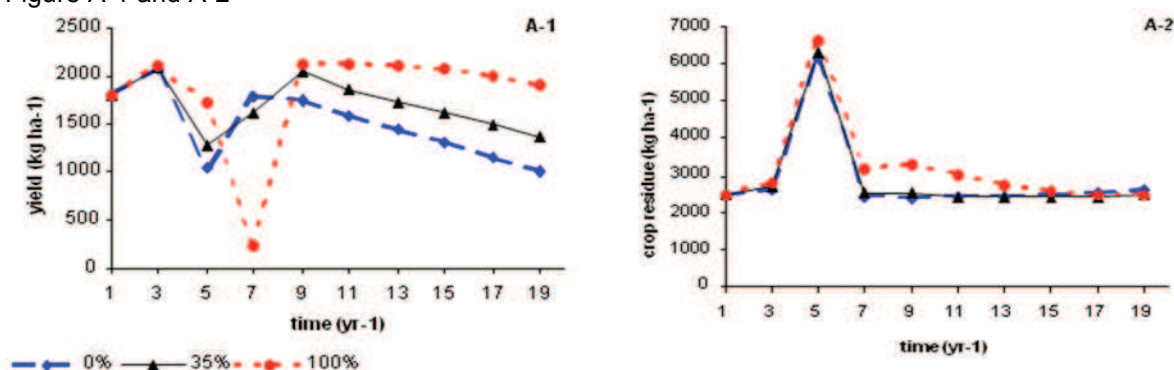 Figure A-1 and A-2
A-1
2500
2000
1500
1000
500
0
yield (kg ha-1)
1 3 5 7 9 11 13 15 17 19
time (yr-1)
0% 35% 100%
A-2
7000
6000
5000
4000
3000
2000
1000
0
crop residue (kg ha-1)
1 3 5 7 9 11 13 15 17 19
time (yr-1)